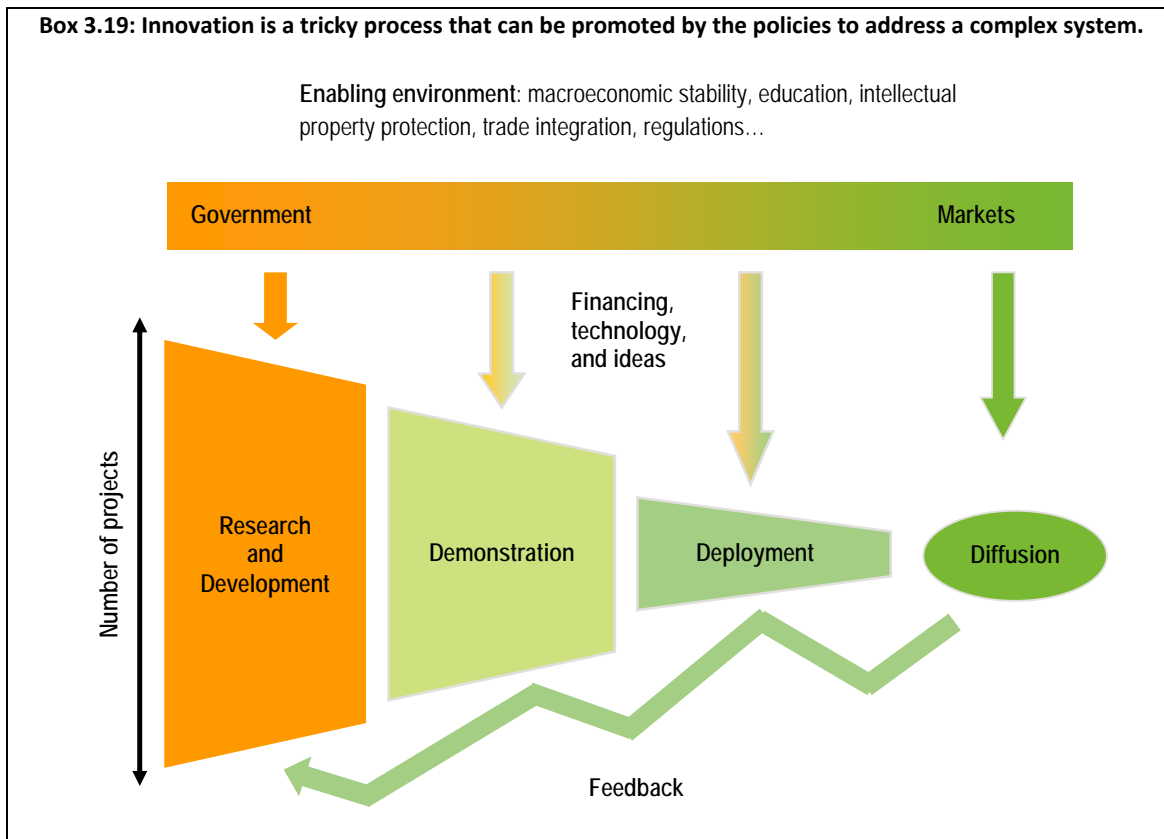 Box 3.19: Innovation is a tricky process that can be promoted by the policies to address a complex system.
Enabling environment: macroeconomic stability, education, intellectual
property protection, trade integration, regulations…
Government
Markets
Financing,
technology,
and ideas
Number of projects
Research
and
Development
Demonstration
Deployment
Diffusion
Feedback